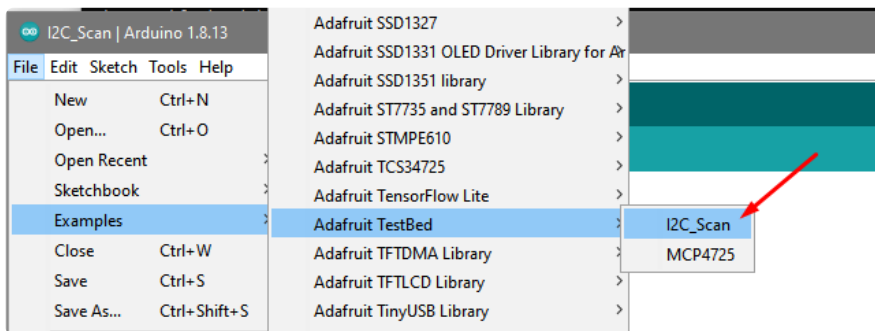 I2C_Scan | Arduino 1.8.13
File Edit Sketch Tools Help
New Ctrl+N
Open... Ctrl+O
Open Recent
Sketchbook
Examples
Close Ctrl+W
Save Ctrl+S
Save As... Ctrl+Shift+S
Adafruit SSD1327
Adafruit SSD1331 OLED Driver Library for Ar
Adafruit SSD1351 library
Adafruit ST7735 and ST7789 Library
Adafruit STMPE610
Adafruit TCS34725
Adafruit TensorFlow Lite
Adafruit TestBed
Adafruit TFTDMA Library
Adafruit TFTLCD Library
Adafruit TinyUSB Library
I2C_Scan
MCP4725